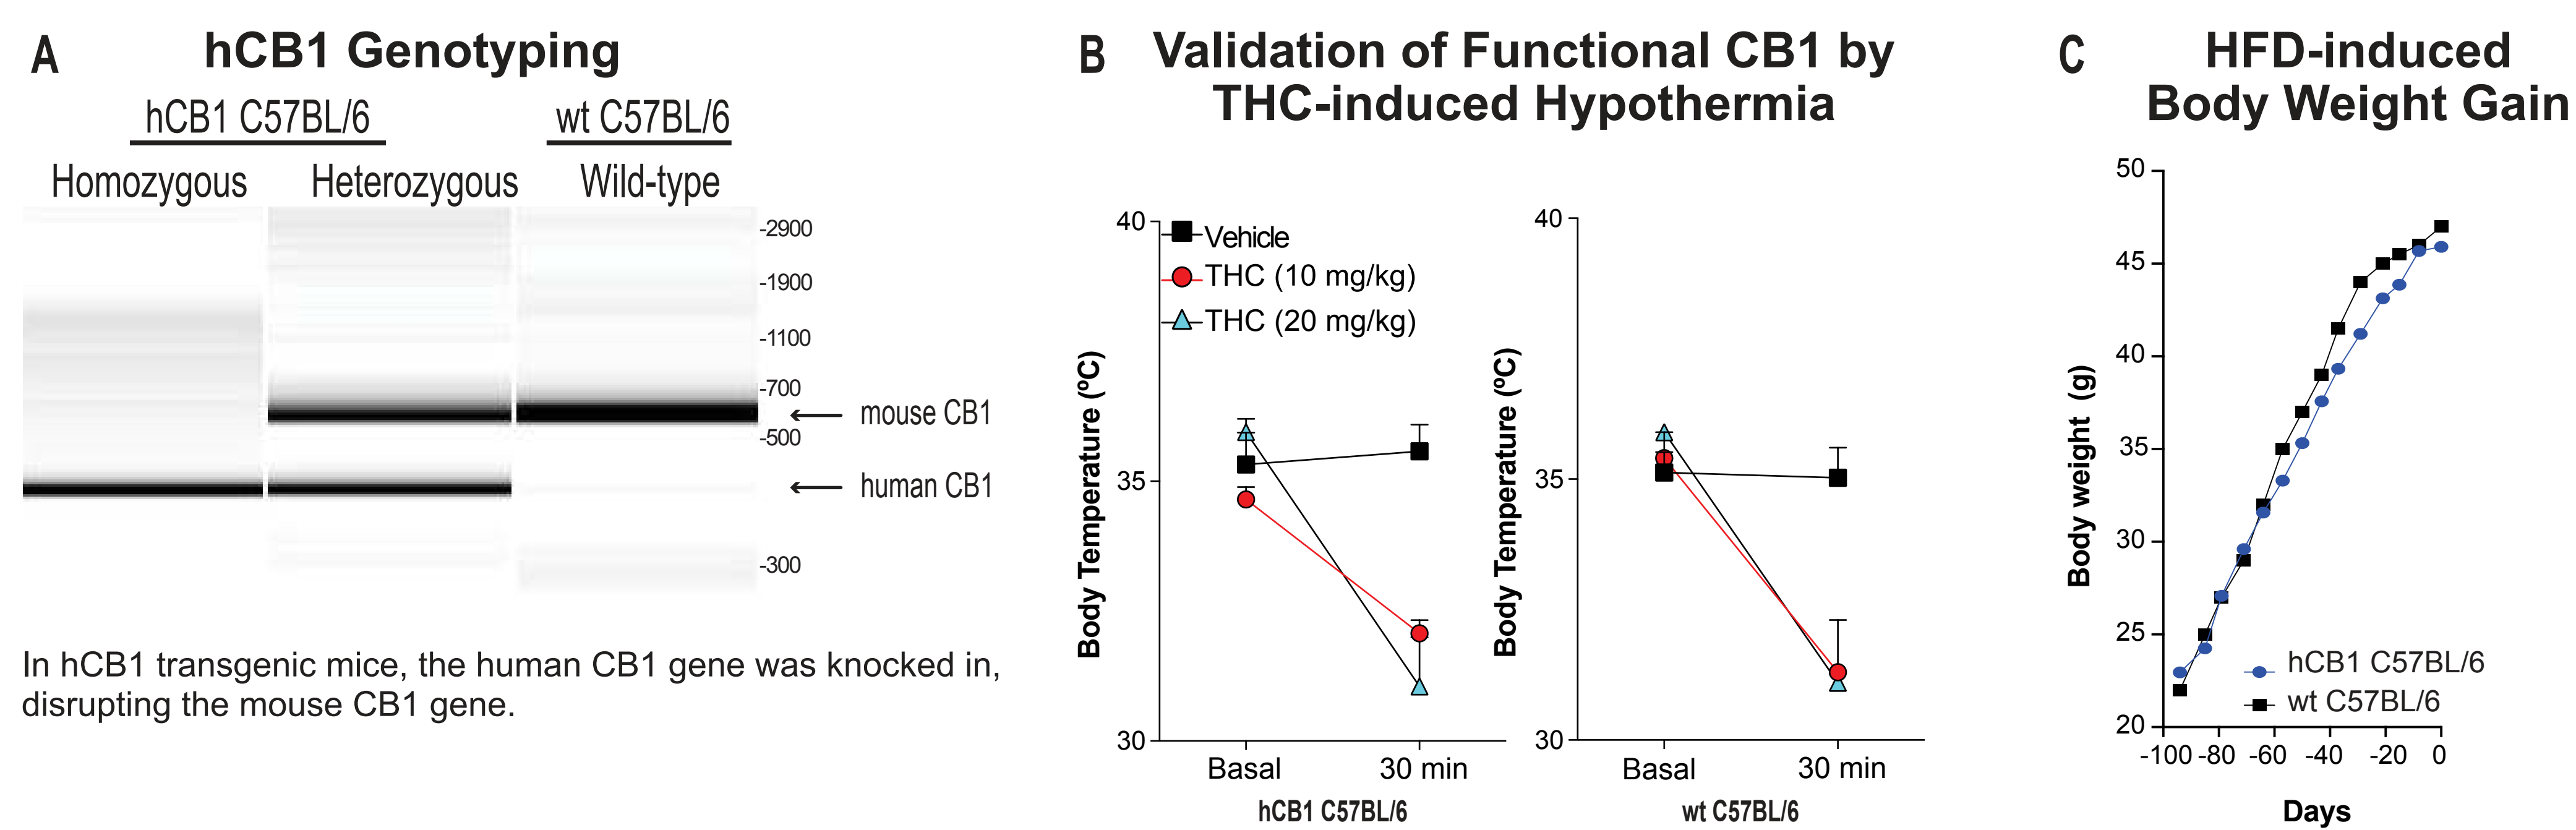 A
hCB1 Genotyping
hCB1 C57BL/6
wt C57BL/6
Homozygous
Heterozygous
Wild-type
-2900
-1900
-1100
-700
mouse CB1
-500
human CB1
-300
In hCB1 transgenic mice, the human CB1 gene was knocked in,
disrupting the mouse CB1 gene.
B
Validation of Functional CB1 by
THC-induced Hypothermia
40
Vehicle
THC (10 mg/kg)
THC (20 mg/kg)
Body Temperature (ºC)
35
30
Basal
30 min
hCB1 C57BL/6
40
Body Temperature (ºC)
35
30
Basal
30 min
wt C57BL/6
C
HFD-induced
Body Weight Gain
50
45
40
35
30
25
20
Body weight (g)
hCB1 C57BL/6
wt C57BL/6
-100 -80 -60 -40 -20 0
Days